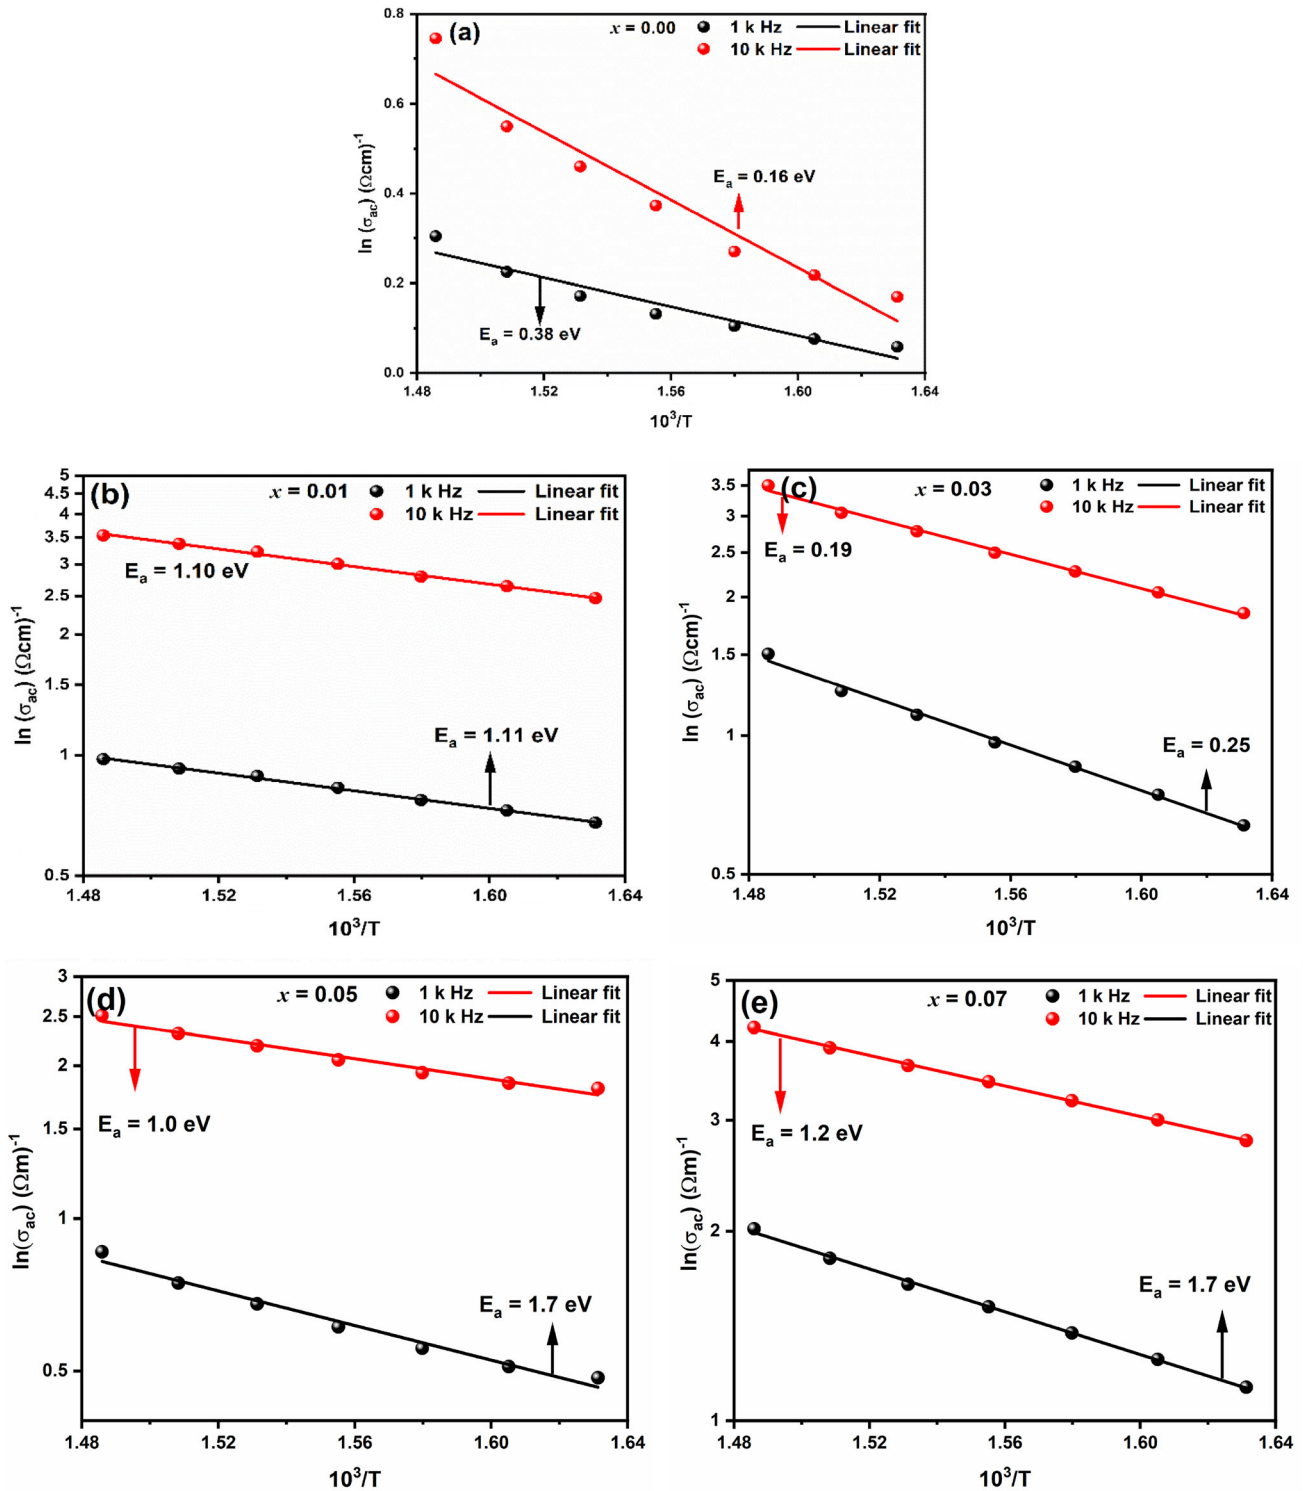 (a) x = 0.00 1 k Hz Linear fit
10 k Hz Linear fit
0.8
0.6
0.4
0.2
0.0
ln (σac) (Ωcm)⁻¹
Ea = 0.16 eV
Ea = 0.38 eV
1.48 1.52 1.56 1.60 1.64
10³/T
(b) x = 0.01 1 k Hz Linear fit
10 k Hz Linear fit
5
4.5
4
3.5
3
2.5
2
1.5
1
0.5
ln (σac) (Ωcm)⁻¹
Ea = 1.10 eV
Ea = 1.11 eV
1.48 1.52 1.56 1.60 1.64
10³/T
(c) x = 0.03 1 k Hz Linear fit
10 k Hz Linear fit
3.5
3
2.5
2
1.5
1
0.5
ln (σac) (Ωcm)⁻¹
Ea = 0.19
Ea = 0.25
1.48 1.52 1.56 1.60 1.64
10³/T
(d) x = 0.05 1 k Hz Linear fit
10 k Hz Linear fit
3
2.5
2
1.5
1
0.5
ln(σac) (Ωm)⁻¹
Ea = 1.0 eV
Ea = 1.7 eV
1.48 1.52 1.56 1.60 1.64
10³/T
(e) x = 0.07 1 k Hz Linear fit
10 k Hz Linear fit
5
4
3
2
1
ln(σac) (Ωm)⁻¹
Ea = 1.2 eV
Ea = 1.7 eV
1.48 1.52 1.56 1.60 1.64
10³/T